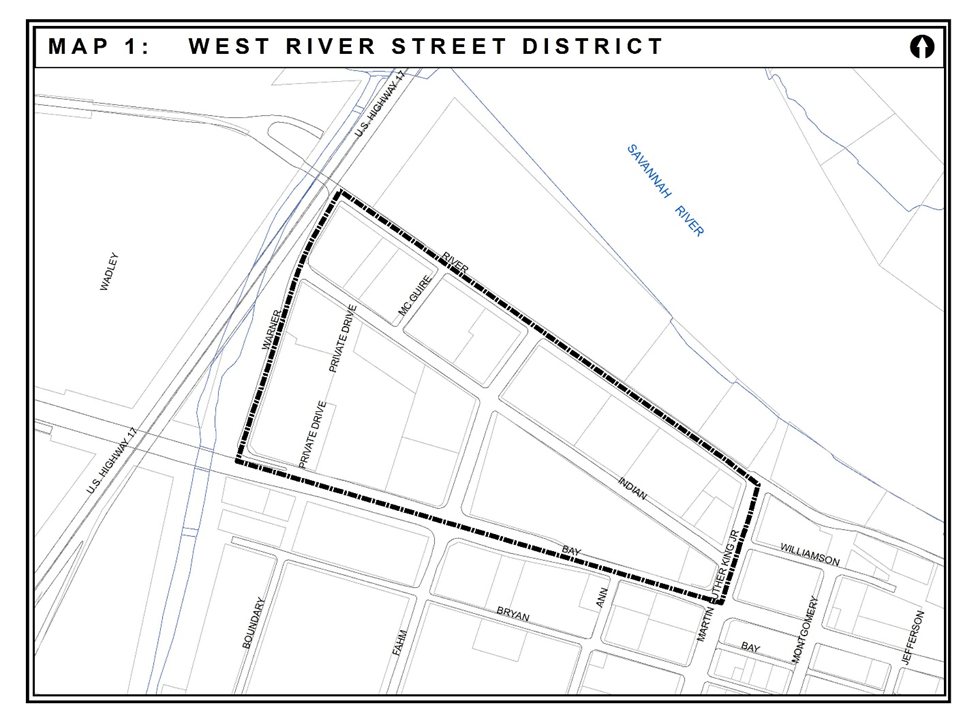 MAP 1: WEST RIVER STREET DISTRICT
U.S. HIGHWAY 17
SAVANNAH RIVER
WADLEY
RIVER
MC GUIRE
WARNER
PRIVATE DRIVE
PRIVATE DRIVE
U.S. HIGHWAY 17
INDIAN
BAY
MARTIN LUTHER KING JR
WILLIAMSON
BRYAN
ANN
BOUNDARY
FAHM
BAY
MONTGOMERY
JEFFERSON